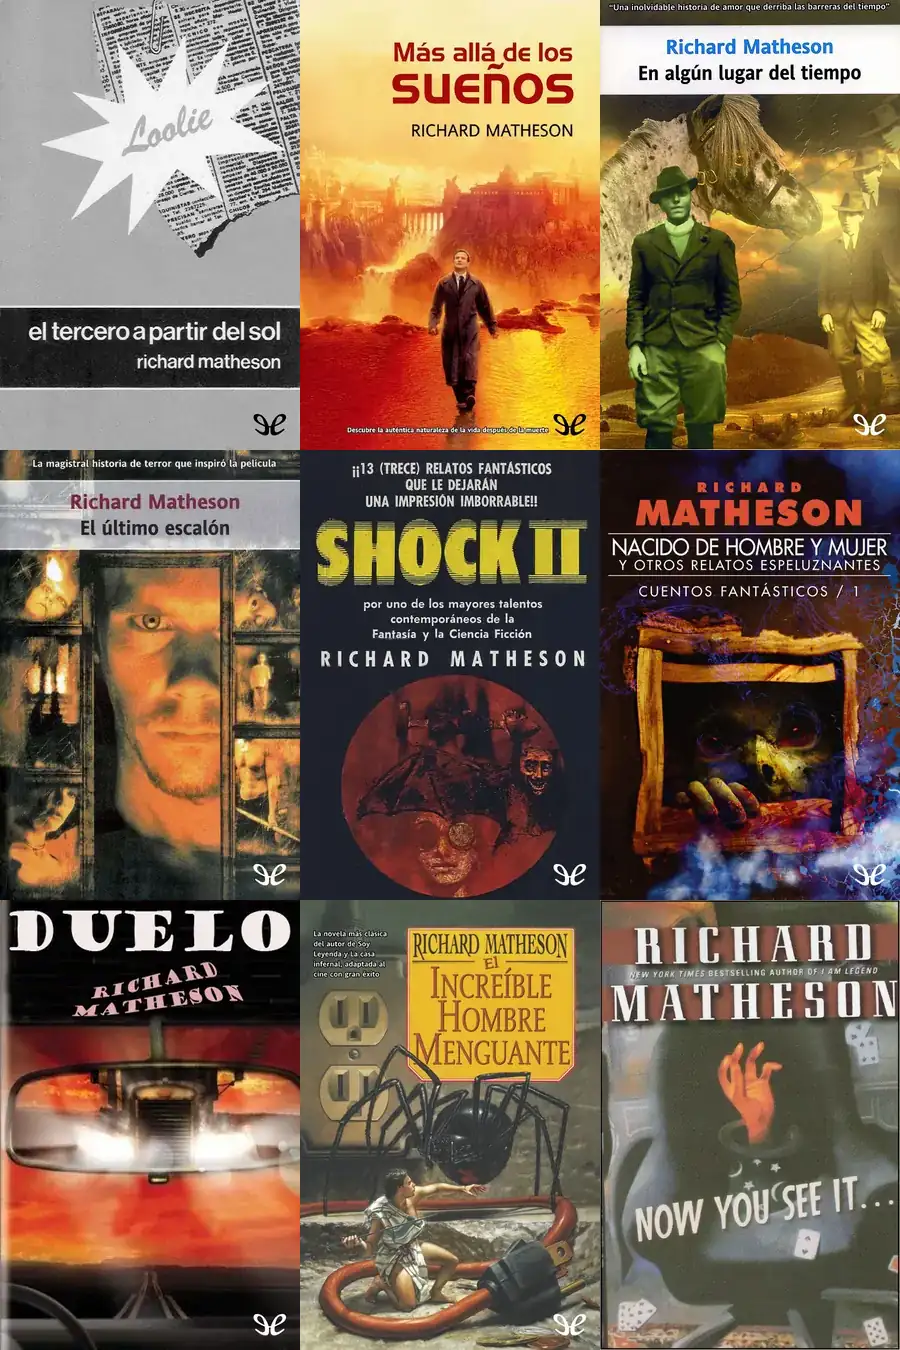 Loolie
el tercero a partir del sol
richard matheson
Más allá de los
SUEÑOS
RICHARD MATHESON
Descubre la auténtica naturaleza de la vida después de la muerte
"Una inolvidable historia de amor que derriba las barreras del tiempo"
Richard Matheson
En algún lugar del tiempo
La magistral historia de terror que inspiró la película
Richard Matheson
El último escalón
¡¡13 (TRECE) RELATOS FANTÁSTICOS
QUE LE DEJARÁN
UNA IMPRESIÓN IMBORRABLE!!
SHOCK II
por uno de los mayores talentos
contemporáneos de la
Fantasía y la Ciencia Ficción
RICHARD MATHESON
RICHARD
MATHESON
NACIDO DE HOMBRE Y MUJER
Y OTROS RELATOS ESPELUZNANTES
CUENTOS FANTÁSTICOS / 1
DUELO
RICHARD
MATHESON
La novela más clásica
del autor de Soy
Leyenda y La casa
infernal, adaptada al
cine con gran éxito
RICHARD MATHESON
El
INCREÍBLE
HOMBRE
MENGUANTE
RICHARD
NEW YORK TIMES BESTSELLING AUTHOR OF I AM LEGEND
MATHESON
NOW YOU SEE IT...